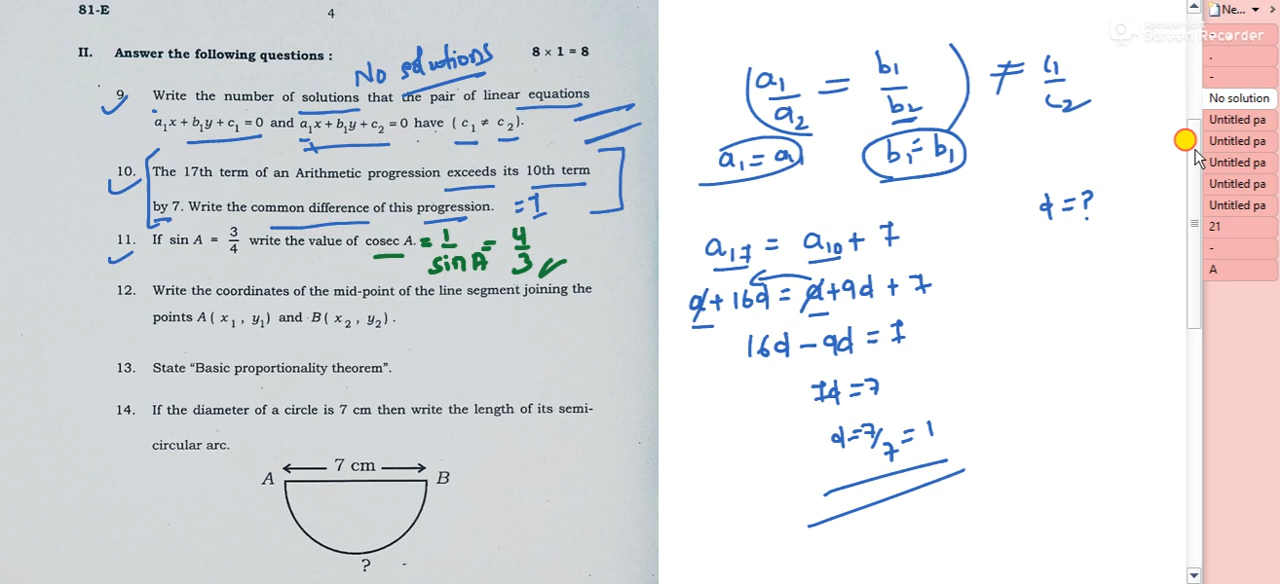 81-E
4
II. Answer the following questions : 8 × 1 = 8
No solutions
9. Write the number of solutions that the pair of linear equations
a₁x + b₁y + c₁ = 0 and a₁x + b₁y + c₂ = 0 have ( c₁ ≠ c₂ ).
10. The 17th term of an Arithmetic progression exceeds its 10th term
by 7. Write the common difference of this progression. = 1
11. If sin A = 3/4 write the value of cosec A. = 1/sin A = 4/3
12. Write the coordinates of the mid-point of the line segment joining the
points A ( x₁ , y₁ ) and B ( x₂ , y₂ ) .
13. State “Basic proportionality theorem”.
14. If the diameter of a circle is 7 cm then write the length of its semi-
circular arc.
A 7 cm B
?
( a₁/a₂ = b₁/b₂ ) ≠ c₁/c₂
a₁ = a₁ b₁ = b₁
d = ?
a₁₇ = a₁₀ + 7
a + 16d = a + 9d + 7
16d – 9d = 7
7d = 7
d = 7/7 = 1
Ne...
Screen Recorder
.
-
No solution
Untitled pa
Untitled pa
Untitled pa
Untitled pa
Untitled pa
21
-
A